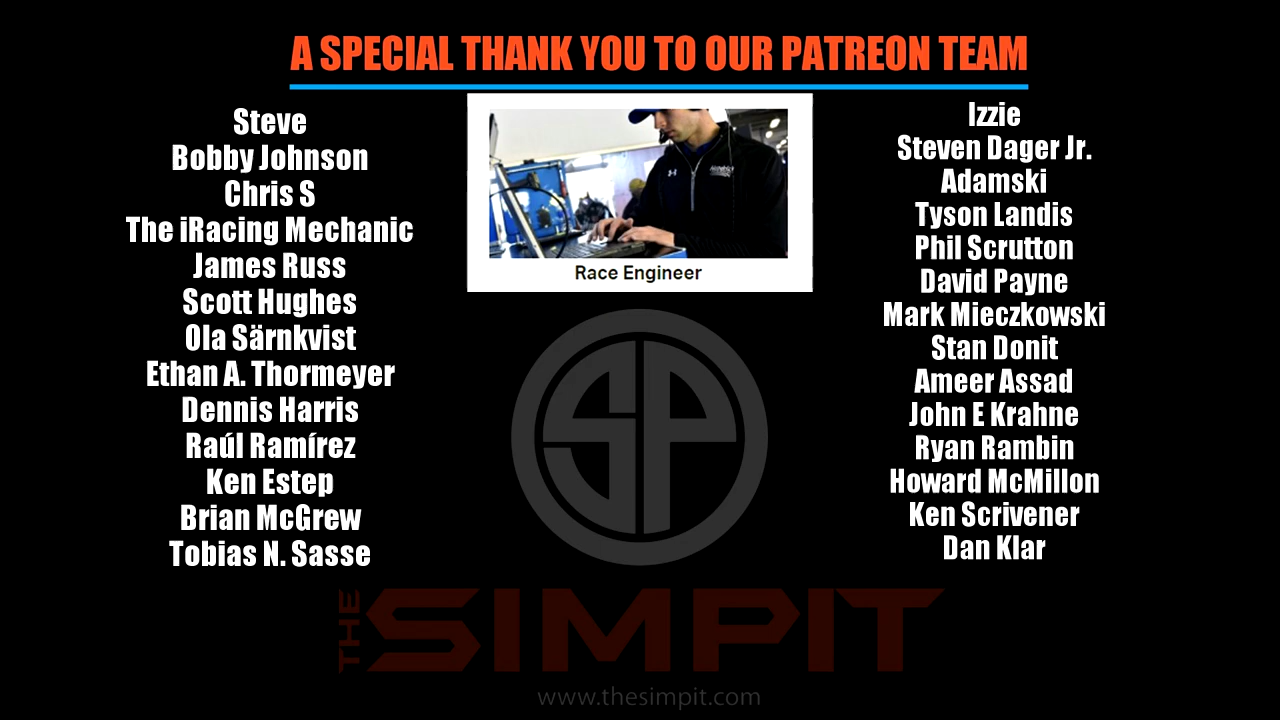 A SPECIAL THANK YOU TO OUR PATREON TEAM
Steve
Bobby Johnson
Chris S
The iRacing Mechanic
James Russ
Scott Hughes
Ola Särnkvist
Ethan A. Thormeyer
Dennis Harris
Raúl Ramírez
Ken Estep
Brian McGrew
Tobias N. Sasse
Race Engineer
Izzie
Steven Dager Jr.
Adamski
Tyson Landis
Phil Scrutton
David Payne
Mark Mieczkowski
Stan Donit
Ameer Assad
John E Krahne
Ryan Rambin
Howard McMillon
Ken Scrivener
Dan Klar
SP
THE SIMPIT
www.thesimpit.com